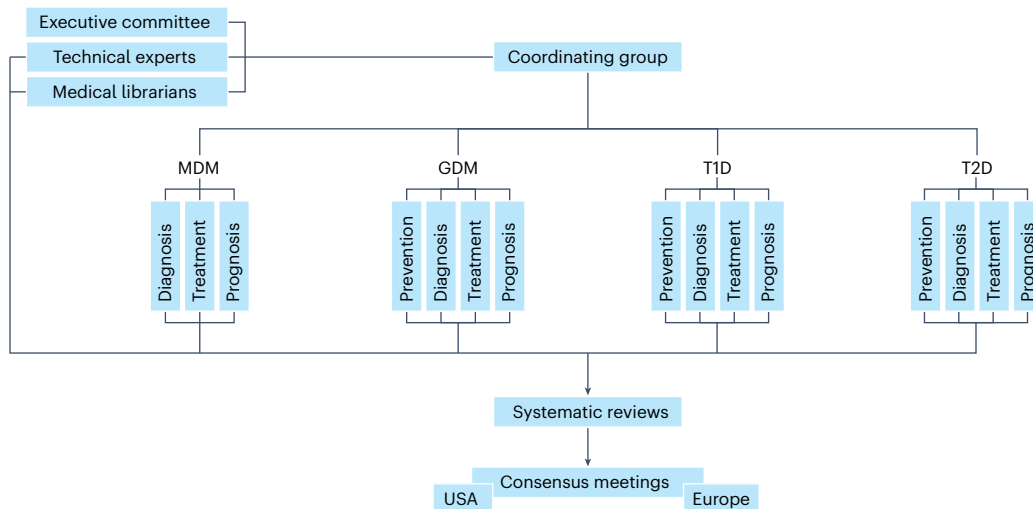 Executive committee
Technical experts
Coordinating group
Medical librarians
MDM
GDM
T1D
T2D
Diagnosis
Treatment
Prognosis
Prevention
Diagnosis
Treatment
Prognosis
Prevention
Diagnosis
Treatment
Prognosis
Prevention
Diagnosis
Treatment
Prognosis
Systematic reviews
Consensus meetings
USA
Europe